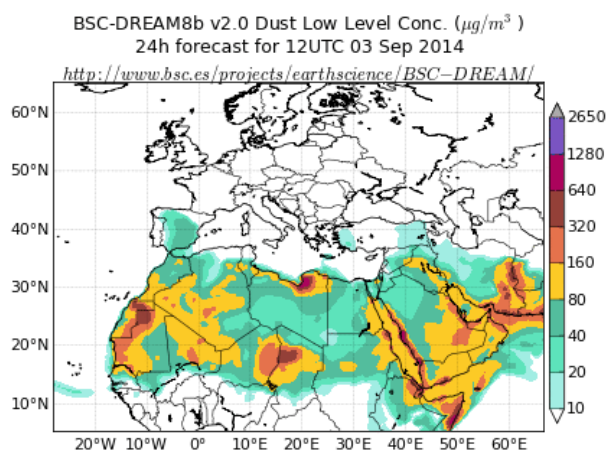 BSC-DREAM8b v2.0 Dust Low Level Conc. (μg/m³ )
24h forecast for 12UTC 03 Sep 2014
http://www.bsc.es/projects/earthscience/BSC−DREAM/
60°N
50°N
40°N
30°N
20°N
10°N
20°W 10°W 0° 10°E 20°E 30°E 40°E 50°E 60°E
2650
1280
640
320
160
80
40
20
10